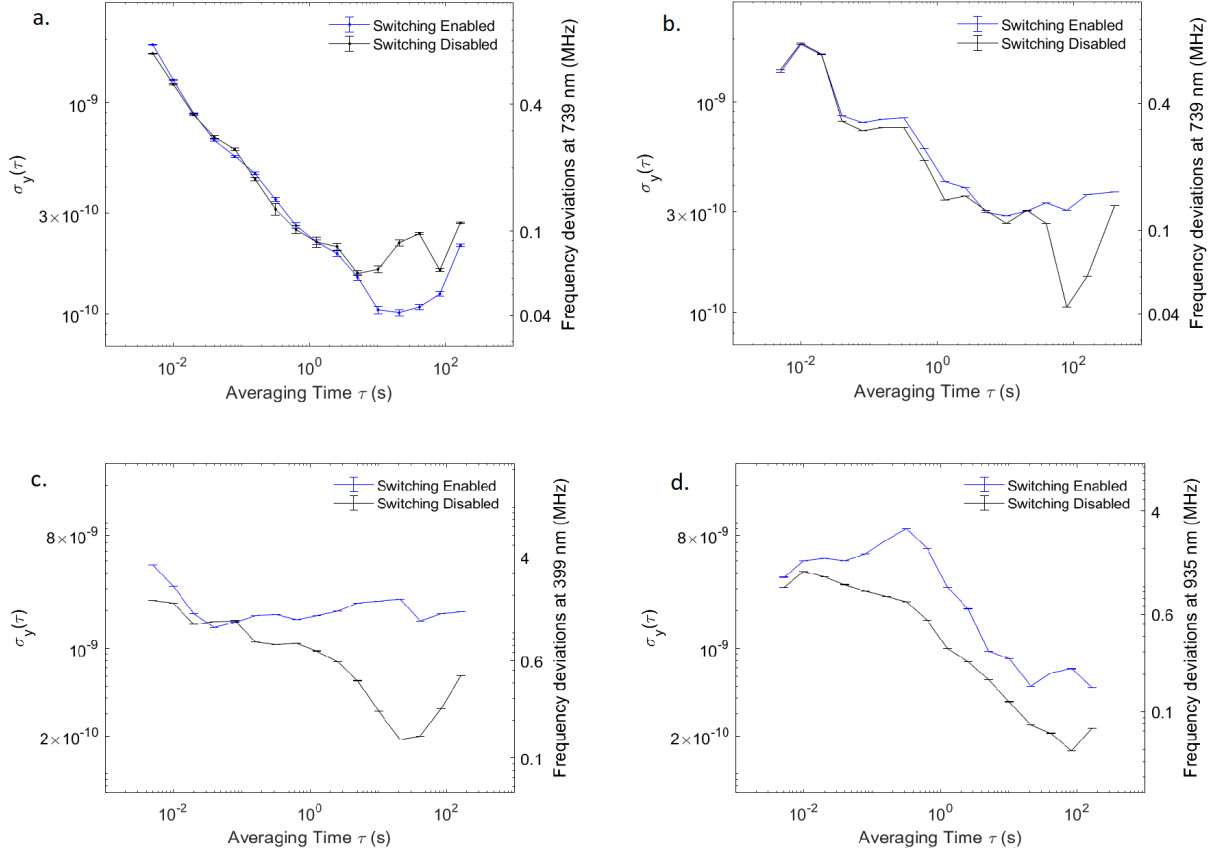 a.
Switching Enabled
Switching Disabled
10^-9
3×10^-10
10^-10
σ_y(τ)
0.4
0.1
0.04
Frequency deviations at 739 nm (MHz)
10^-2
10^0
10^2
Averaging Time τ (s)
b.
Switching Enabled
Switching Disabled
10^-9
3×10^-10
10^-10
σ_y(τ)
0.4
0.1
0.04
Frequency deviations at 739 nm (MHz)
10^-2
10^0
10^2
Averaging Time τ (s)
c.
Switching Enabled
Switching Disabled
8×10^-9
10^-9
2×10^-10
σ_y(τ)
4
0.6
0.1
Frequency deviations at 399 nm (MHz)
10^-2
10^0
10^2
Averaging Time τ (s)
d.
Switching Enabled
Switching Disabled
8×10^-9
10^-9
2×10^-10
σ_y(τ)
4
0.6
0.1
Frequency deviations at 935 nm (MHz)
10^-2
10^0
10^2
Averaging Time τ (s)